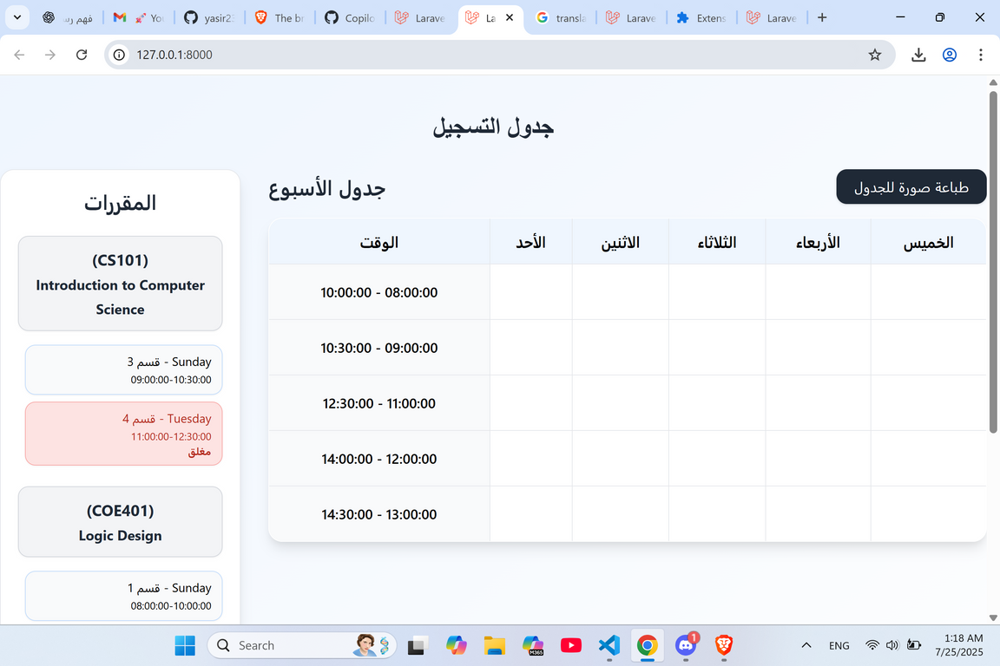 فهم رس
Yo
yasir23
The br
Copilo
Larave
La
transla
Larave
Extens
Larave
127.0.0.1:8000
جدول التسجيل
المقررات
(CS101)
Introduction to Computer
Science
Sunday - قسم 3
09:00:00-10:30:00
Tuesday - قسم 4
11:00:00-12:30:00
مغلق
(COE401)
Logic Design
Sunday - قسم 1
08:00:00-10:00:00
جدول الأسبوع
طباعة صورة للجدول
الوقت الأحد الاثنين الثلاثاء الأربعاء الخميس
10:00:00 - 08:00:00
10:30:00 - 09:00:00
12:30:00 - 11:00:00
14:00:00 - 12:00:00
14:30:00 - 13:00:00
Search
M365
1
ENG
1:18 AM
7/25/2025